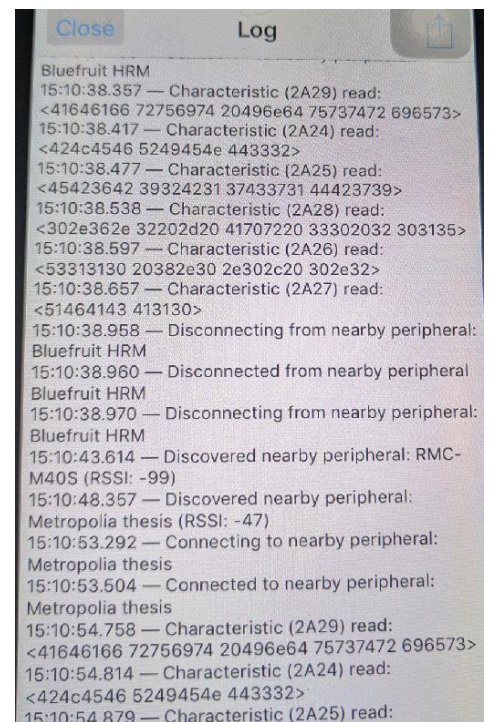 Close
Log
Bluefruit HRM
15:10:38.357 — Characteristic (2A29) read:
<41646166 72756974 20496e64 75737472 696573>
15:10:38.417 — Characteristic (2A24) read:
<424c4546 5249454e 443332>
15:10:38.477 — Characteristic (2A25) read:
<45423642 39324231 37433731 44423739>
15:10:38.538 — Characteristic (2A28) read:
<302e362e 32202d20 41707220 33302032 303135>
15:10:38.597 — Characteristic (2A26) read:
<53313130 20382e30 2e302c20 302e32>
15:10:38.657 — Characteristic (2A27) read:
<51464143 413130>
15:10:38.958 — Disconnecting from nearby peripheral:
Bluefruit HRM
15:10:38.960 — Disconnected from nearby peripheral
Bluefruit HRM
15:10:38.970 — Disconnecting from nearby peripheral:
Bluefruit HRM
15:10:43.614 — Discovered nearby peripheral: RMC-
M40S (RSSI: -99)
15:10:48.357 — Discovered nearby peripheral:
Metropolia thesis (RSSI: -47)
15:10:53.292 — Connecting to nearby peripheral:
Metropolia thesis
15:10:53.504 — Connected to nearby peripheral:
Metropolia thesis
15:10:54.758 — Characteristic (2A29) read:
<41646166 72756974 20496e64 75737472 696573>
15:10:54.814 — Characteristic (2A24) read:
<424c4546 5249454e 443332>
15:10:54.879 — Characteristic (2A25) read: